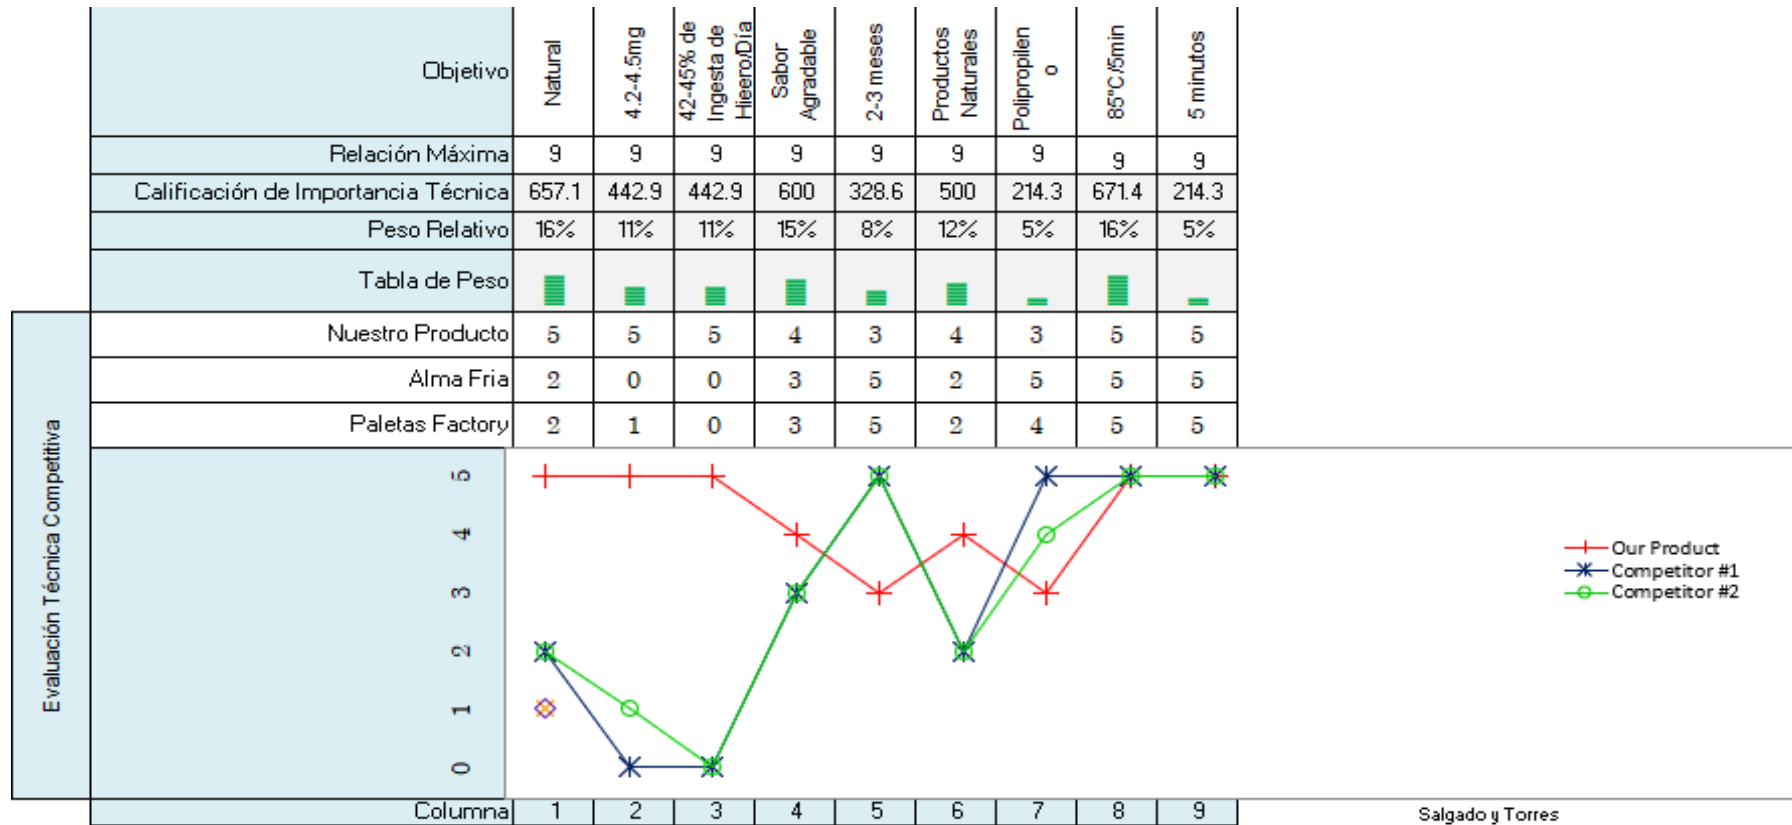 Objetivo
Natural
4.2-4.5mg
42-45% de
Ingesta de
Hieero/Día
Sabor
Agradable
2-3 meses
Productos
Naturales
Polipropilen
o
85°C/5min
5 minutos
Relación Máxima 9 9 9 9 9 9 9 9 9
Calificación de Importancia Técnica 657.1 442.9 442.9 600 328.6 500 214.3 671.4 214.3
Peso Relativo 16% 11% 11% 15% 8% 12% 5% 16% 5%
Tabla de Peso
Nuestro Producto 5 5 5 4 3 4 3 5 5
Alma Fria 2 0 0 3 5 2 5 5 5
Paletas Factory 2 1 0 3 5 2 4 5 5
Evaluación Técnica Competitiva
5
4
3
2
1
0
Our Product
Competitor #1
Competitor #2
Columna 1 2 3 4 5 6 7 8 9
Salgado y Torres